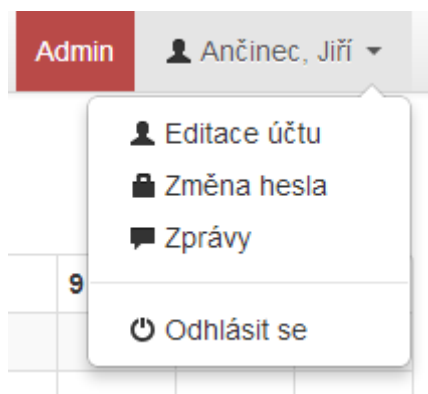 Admin Ančinec, Jiří
Editace účtu
Změna hesla
Zprávy
9
Odhlásit se